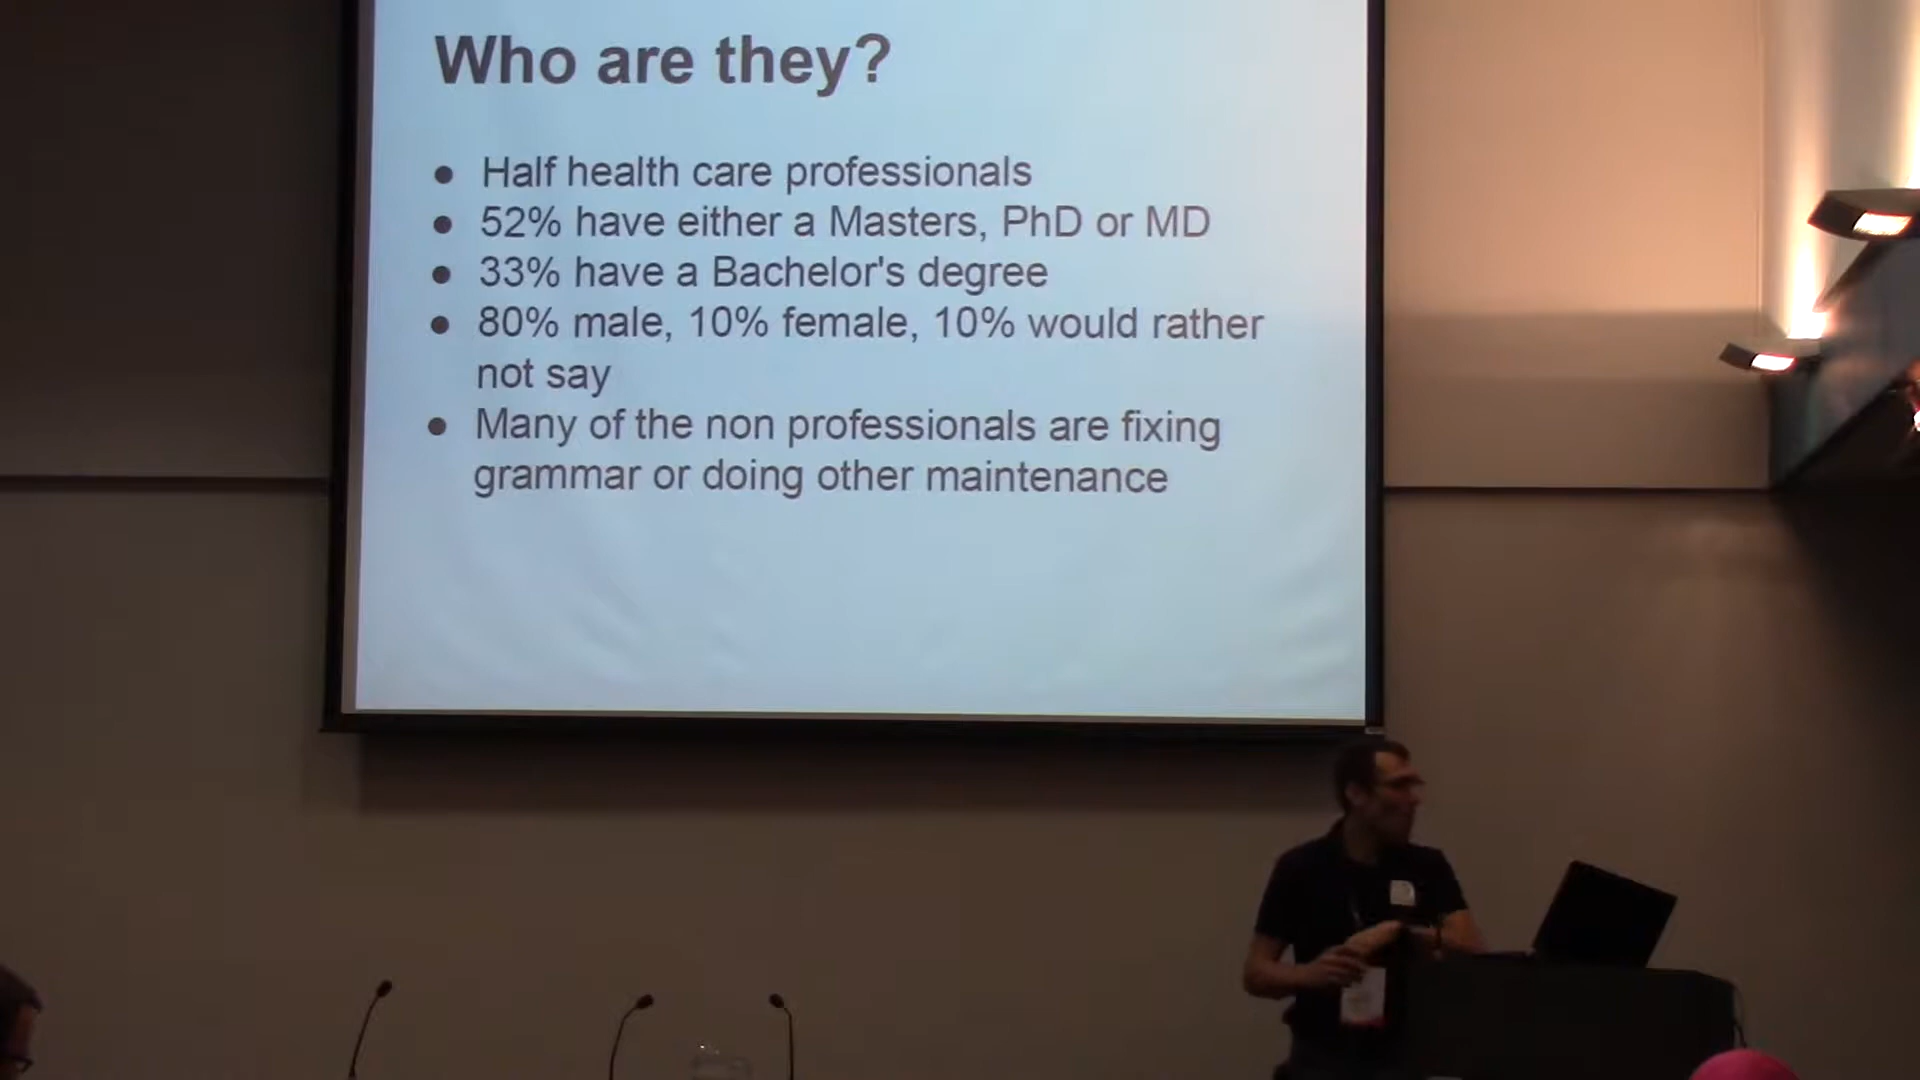 Who are they?
● Half health care professionals
● 52% have either a Masters, PhD or MD
● 33% have a Bachelor's degree
● 80% male, 10% female, 10% would rather
not say
● Many of the non professionals are fixing
grammar or doing other maintenance